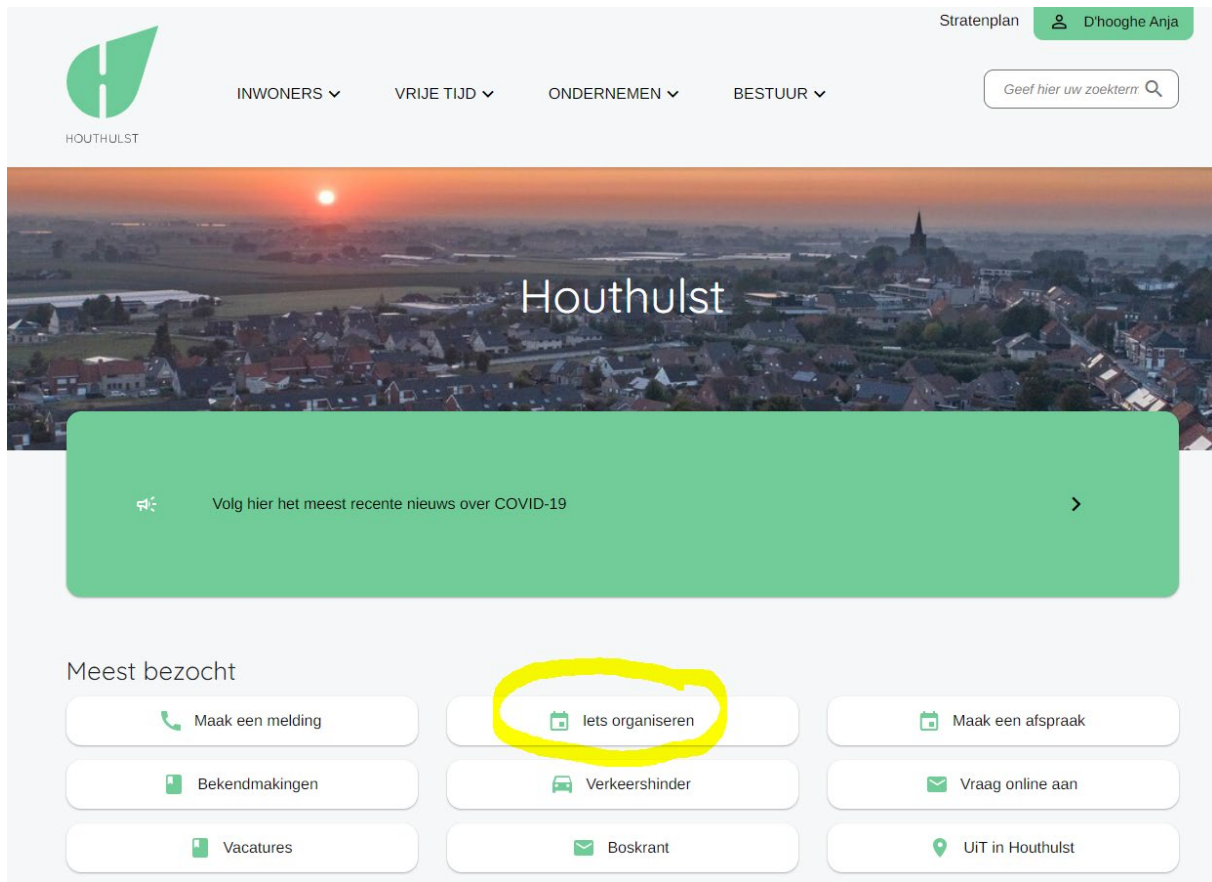 Stratenplan D'hooghe Anja
INWONERS VRIJE TIJD ONDERNEMEN BESTUUR Geef hier uw zoekterm
HOUTHULST
Houthulst
Volg hier het meest recente nieuws over COVID-19
Meest bezocht
Maak een melding Iets organiseren Maak een afspraak
Bekendmakingen Verkeershinder Vraag online aan
Vacatures Boskrant UiT in Houthulst